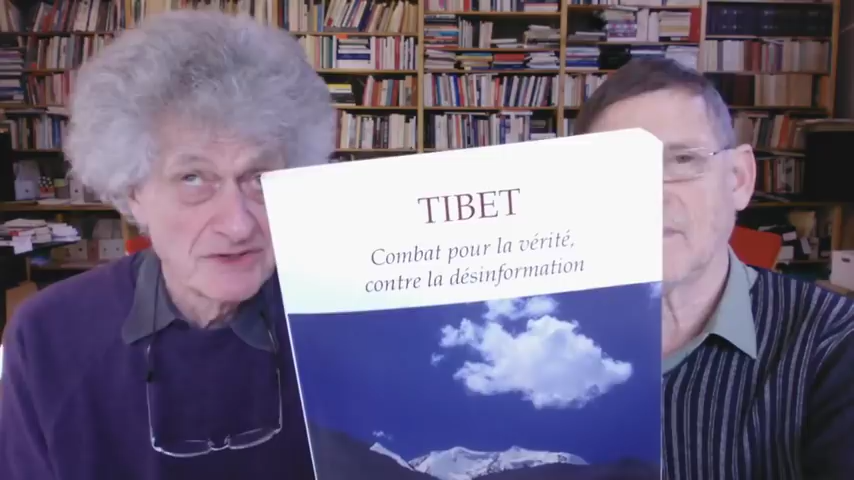 TIBET
Combat pour la vérité,
contre la désinformation